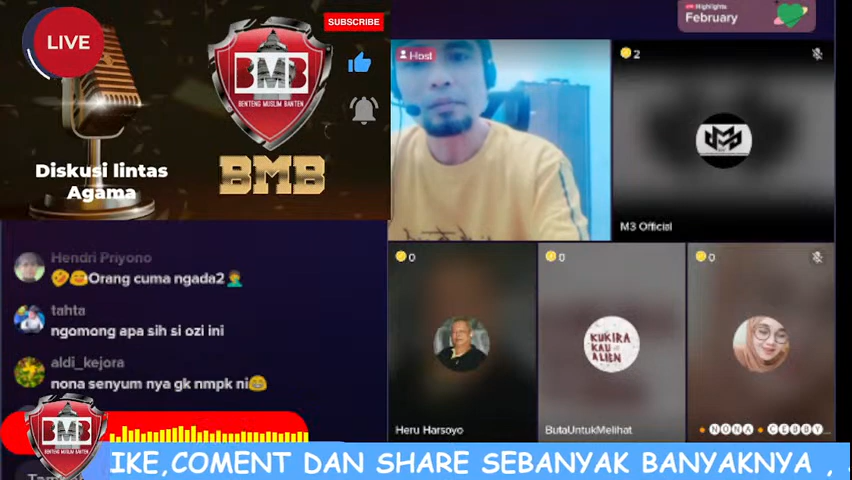 LIVE
BMB
BENTENG MUSLIM BANTEN
BMB
SUBSCRIBE
Diskusi lintas
Agama
Highlights
February
Host
2
M3 Official
Hendri Priyono
🤣😄Orang cuma ngada2🤦‍♂️
tahta
ngomong apa sih si ozi ini
aldi_kejora
nona senyum nya gk nmpk ni😁
0
Heru Harsoyo
0
KUKIRA
KAU
ALIEN
ButaUntukMelihat
0
🔸NONA🔸CEBBY...
BMB
IKE,COMENT DAN SHARE SEBANYAK BANYAKNYA ,